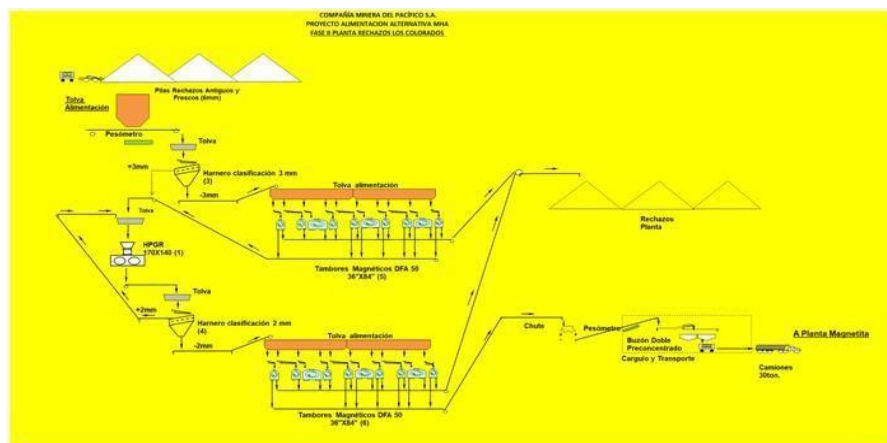 COMPAÑÍA MINERA DEL PACÍFICO S.A.
PROYECTO ALIMENTACION ALTERNATIVA MHA
FASE II PLANTA RECHAZOS LOS COLORADOS
Pilas Rechazos Antiguos y
Frescos (6mm)
Tolva
Alimentación
Pesómetro
Tolva
+3mm
Harnero clasificación 3 mm
(3)
-3mm
Tolva alimentación
Tolva
HPGR
170X140 (1)
Tambores Magnéticos DFA 50
36"X84" (5)
Rechazos
Planta
Tolva
+2mm
Harnero clasificación 2 mm
(4)
-2mm
Tolva alimentación
Tambores Magnéticos DFA 50
36"X84" (6)
Chute
Pesómetro
Buzón Doble
Preconcentrado
Carguío y Transporte
A Planta Magnetita
Camiones
30ton.